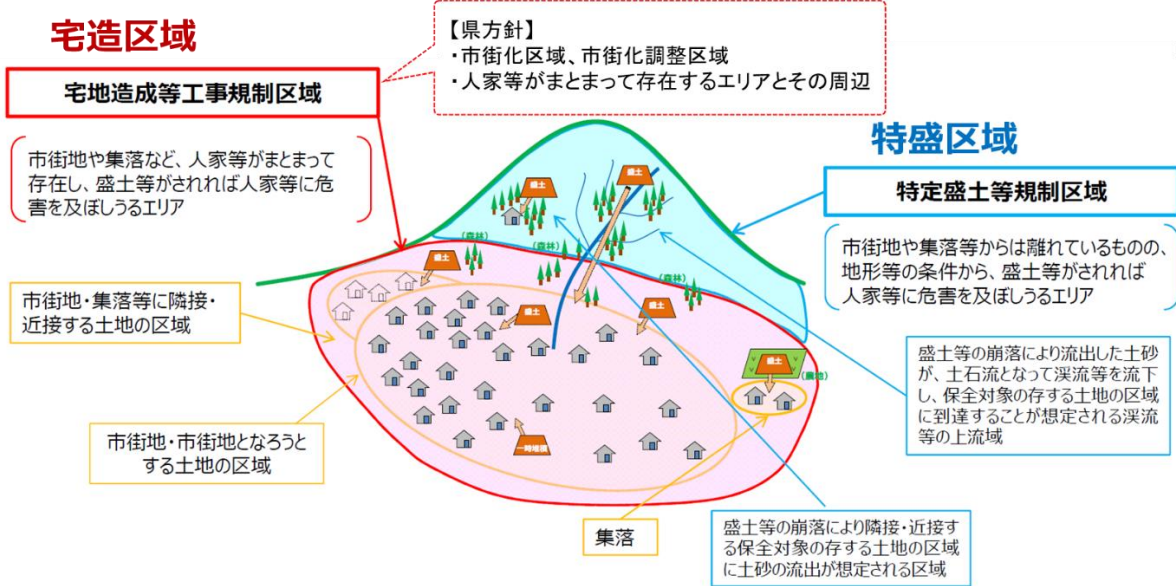 宅造区域
【県方針】
・市街化区域、市街化調整区域
・人家等がまとまって存在するエリアとその周辺
宅地造成等工事規制区域
市街地や集落など、人家等がまとまって
存在し、盛土等がされれば人家等に危
害を及ぼしうるエリア
特盛区域
特定盛土等規制区域
市街地や集落等からは離れているものの、
地形等の条件から、盛土等がされれば
人家等に危害を及ぼしうるエリア
盛土
盛土
(森林)
(森林)
(森林)
盛土
盛土
盛土
盛土
(農地)
一時堆積
市街地・集落等に隣接・
近接する土地の区域
市街地・市街地となろうと
する土地の区域
集落
盛土等の崩落により流出した土砂
が、土石流となって渓流等を流下
し、保全対象の存する土地の区域
に到達することが想定される渓流
等の上流域
盛土等の崩落により隣接・近接す
る保全対象の存する土地の区域
に土砂の流出が想定される区域